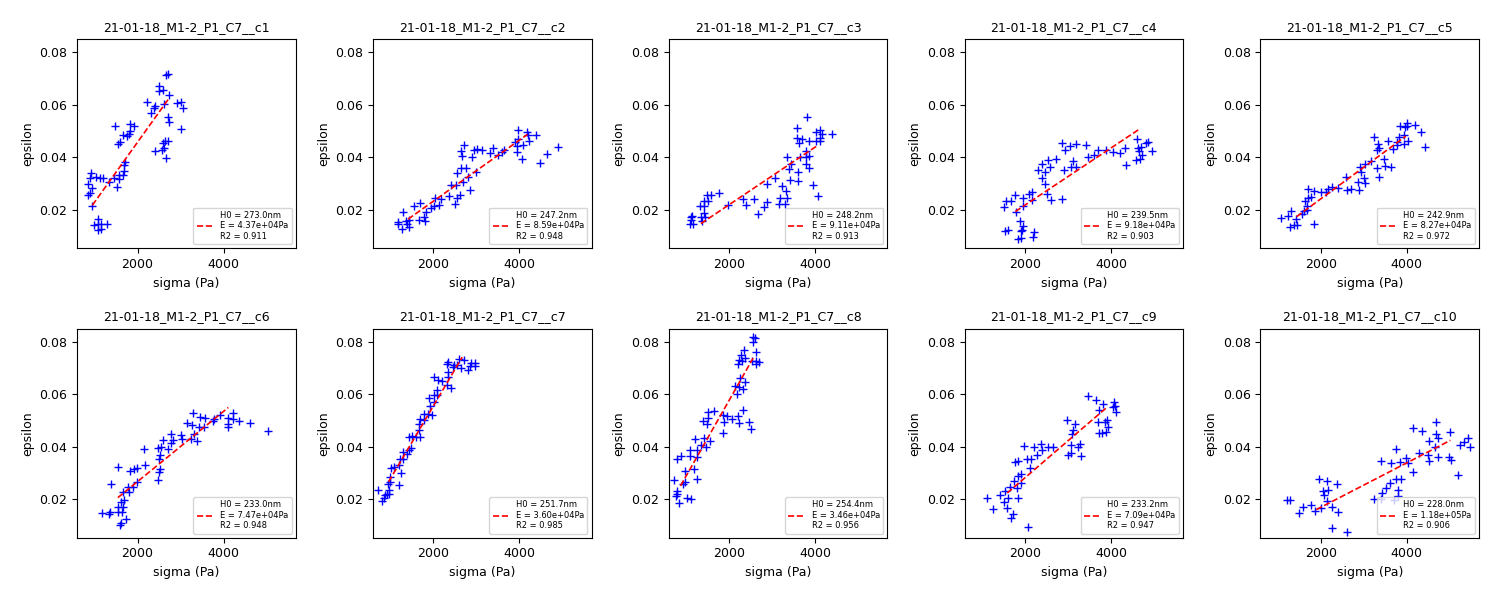 21-01-18_M1-2_P1_C7__c1
21-01-18_M1-2_P1_C7__c2
21-01-18_M1-2_P1_C7__c3
21-01-18_M1-2_P1_C7__c4
21-01-18_M1-2_P1_C7__c5
0.08
0.06
0.04
0.02
epsilon
2000
4000
sigma (Pa)
H0 = 273.0nm
E = 4.37e+04Pa
R2 = 0.911
0.08
0.06
0.04
0.02
epsilon
2000
4000
sigma (Pa)
H0 = 247.2nm
E = 8.59e+04Pa
R2 = 0.948
0.08
0.06
0.04
0.02
epsilon
2000
4000
sigma (Pa)
H0 = 248.2nm
E = 9.11e+04Pa
R2 = 0.913
0.08
0.06
0.04
0.02
epsilon
2000
4000
sigma (Pa)
H0 = 239.5nm
E = 9.18e+04Pa
R2 = 0.903
0.08
0.06
0.04
0.02
epsilon
2000
4000
sigma (Pa)
H0 = 242.9nm
E = 8.27e+04Pa
R2 = 0.972
21-01-18_M1-2_P1_C7__c6
21-01-18_M1-2_P1_C7__c7
21-01-18_M1-2_P1_C7__c8
21-01-18_M1-2_P1_C7__c9
21-01-18_M1-2_P1_C7__c10
0.08
0.06
0.04
0.02
epsilon
2000
4000
sigma (Pa)
H0 = 233.0nm
E = 7.47e+04Pa
R2 = 0.948
0.08
0.06
0.04
0.02
epsilon
2000
4000
sigma (Pa)
H0 = 251.7nm
E = 3.60e+04Pa
R2 = 0.985
0.08
0.06
0.04
0.02
epsilon
2000
4000
sigma (Pa)
H0 = 254.4nm
E = 3.46e+04Pa
R2 = 0.956
0.08
0.06
0.04
0.02
epsilon
2000
4000
sigma (Pa)
H0 = 233.2nm
E = 7.09e+04Pa
R2 = 0.947
0.08
0.06
0.04
0.02
epsilon
2000
4000
sigma (Pa)
H0 = 228.0nm
E = 1.18e+05Pa
R2 = 0.906